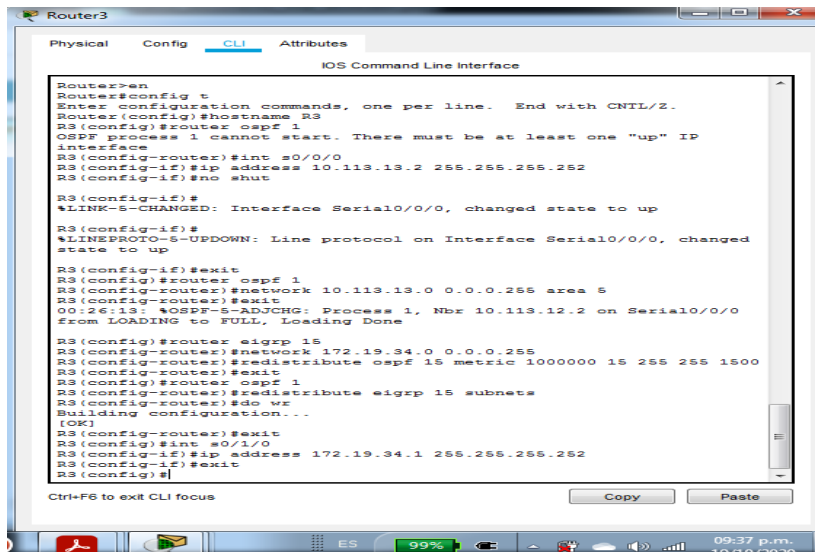 Router3
Physical Config CLI Attributes
IOS Command Line Interface
Router>en
Router#config t
Enter configuration commands, one per line. End with CNTL/Z.
Router(config)#hostname R3
R3(config)#router ospf 1
OSPF process 1 cannot start. There must be at least one "up" IP
interface
R3(config-router)#int s0/0/0
R3(config-if)#ip address 10.113.13.2 255.255.255.252
R3(config-if)#no shut
R3(config-if)#
%LINK-5-CHANGED: Interface Serial0/0/0, changed state to up
R3(config-if)#
%LINEPROTO-5-UPDOWN: Line protocol on Interface Serial0/0/0, changed
state to up
R3(config-if)#exit
R3(config)#router ospf 1
R3(config-router)#network 10.113.13.0 0.0.0.255 area 5
R3(config-router)#exit
00:26:13: %OSPF-5-ADJCHG: Process 1, Nbr 10.113.12.2 on Serial0/0/0
from LOADING to FULL, Loading Done
R3(config)#router eigrp 15
R3(config-router)#network 172.19.34.0 0.0.0.255
R3(config-router)#redistribute ospf 15 metric 1000000 15 255 255 1500
R3(config-router)#exit
R3(config)#router ospf 1
R3(config-router)#redistribute eigrp 15 subnets
R3(config-router)#do wr
Building configuration...
[OK]
R3(config-router)#exit
R3(config)#int s0/1/0
R3(config-if)#ip address 172.19.34.1 255.255.255.252
R3(config-if)#exit
R3(config)#
Ctrl+F6 to exit CLI focus Copy Paste
ES 99% 09:37 p.m.